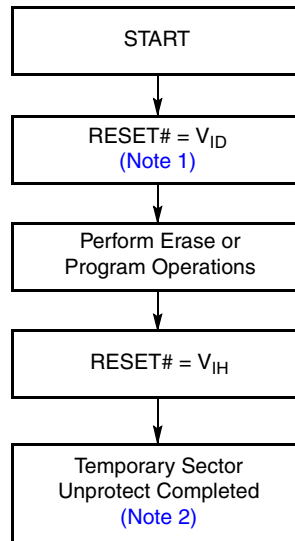 START
RESET# = VID
(Note 1)
Perform Erase or
Program Operations
RESET# = VIH
Temporary Sector
Unprotect Completed
(Note 2)